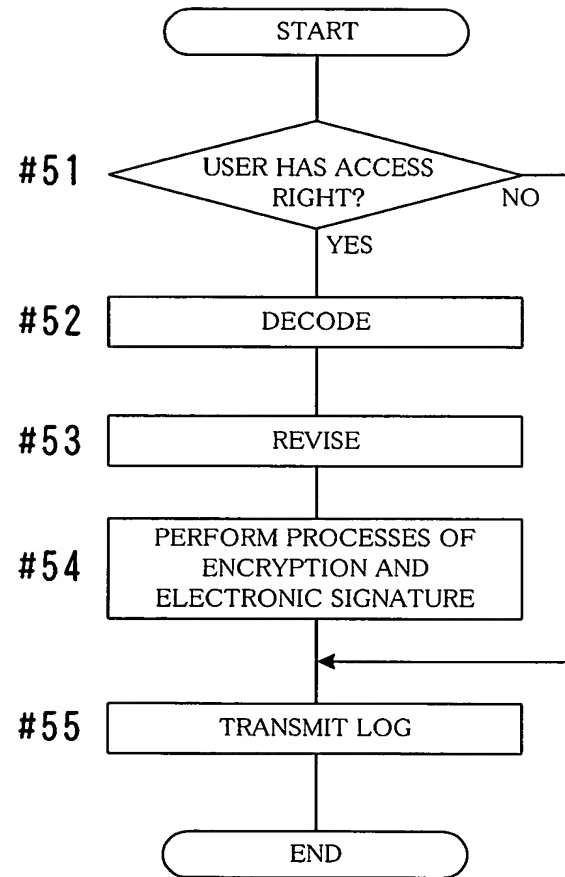 START
#51
USER HAS ACCESS
RIGHT?
NO
YES
#52
DECODE
#53
REVISE
#54
PERFORM PROCESSES OF
ENCRYPTION AND
ELECTRONIC SIGNATURE
#55
TRANSMIT LOG
END